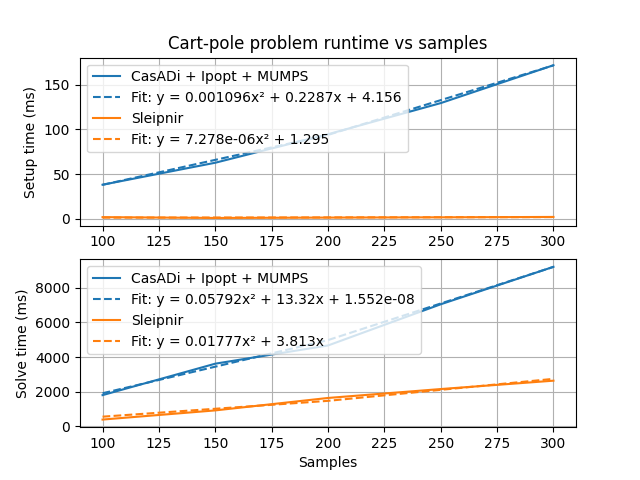 Cart-pole problem runtime vs samples
Setup time (ms)
150
100
50
0
CasADi + Ipopt + MUMPS
Fit: y = 0.001096x² + 0.2287x + 4.156
Sleipnir
Fit: y = 7.278e-06x² + 1.295
100 125 150 175 200 225 250 275 300
Solve time (ms)
8000
6000
4000
2000
0
CasADi + Ipopt + MUMPS
Fit: y = 0.05792x² + 13.32x + 1.552e-08
Sleipnir
Fit: y = 0.01777x² + 3.813x
100 125 150 175 200 225 250 275 300
Samples